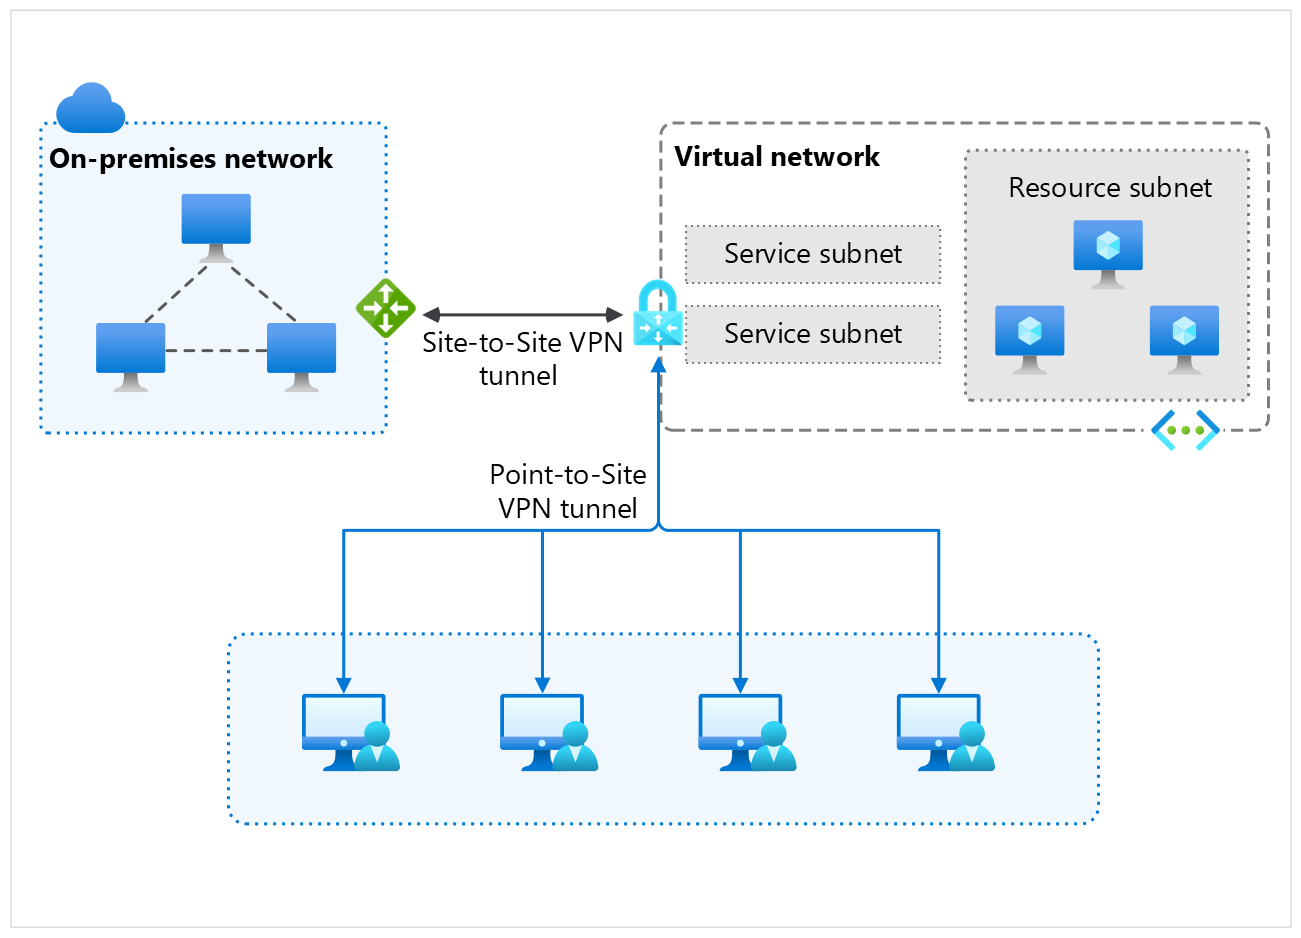 On-premises network
Virtual network
Resource subnet
Service subnet
Service subnet
Site-to-Site VPN
tunnel
Point-to-Site
VPN tunnel